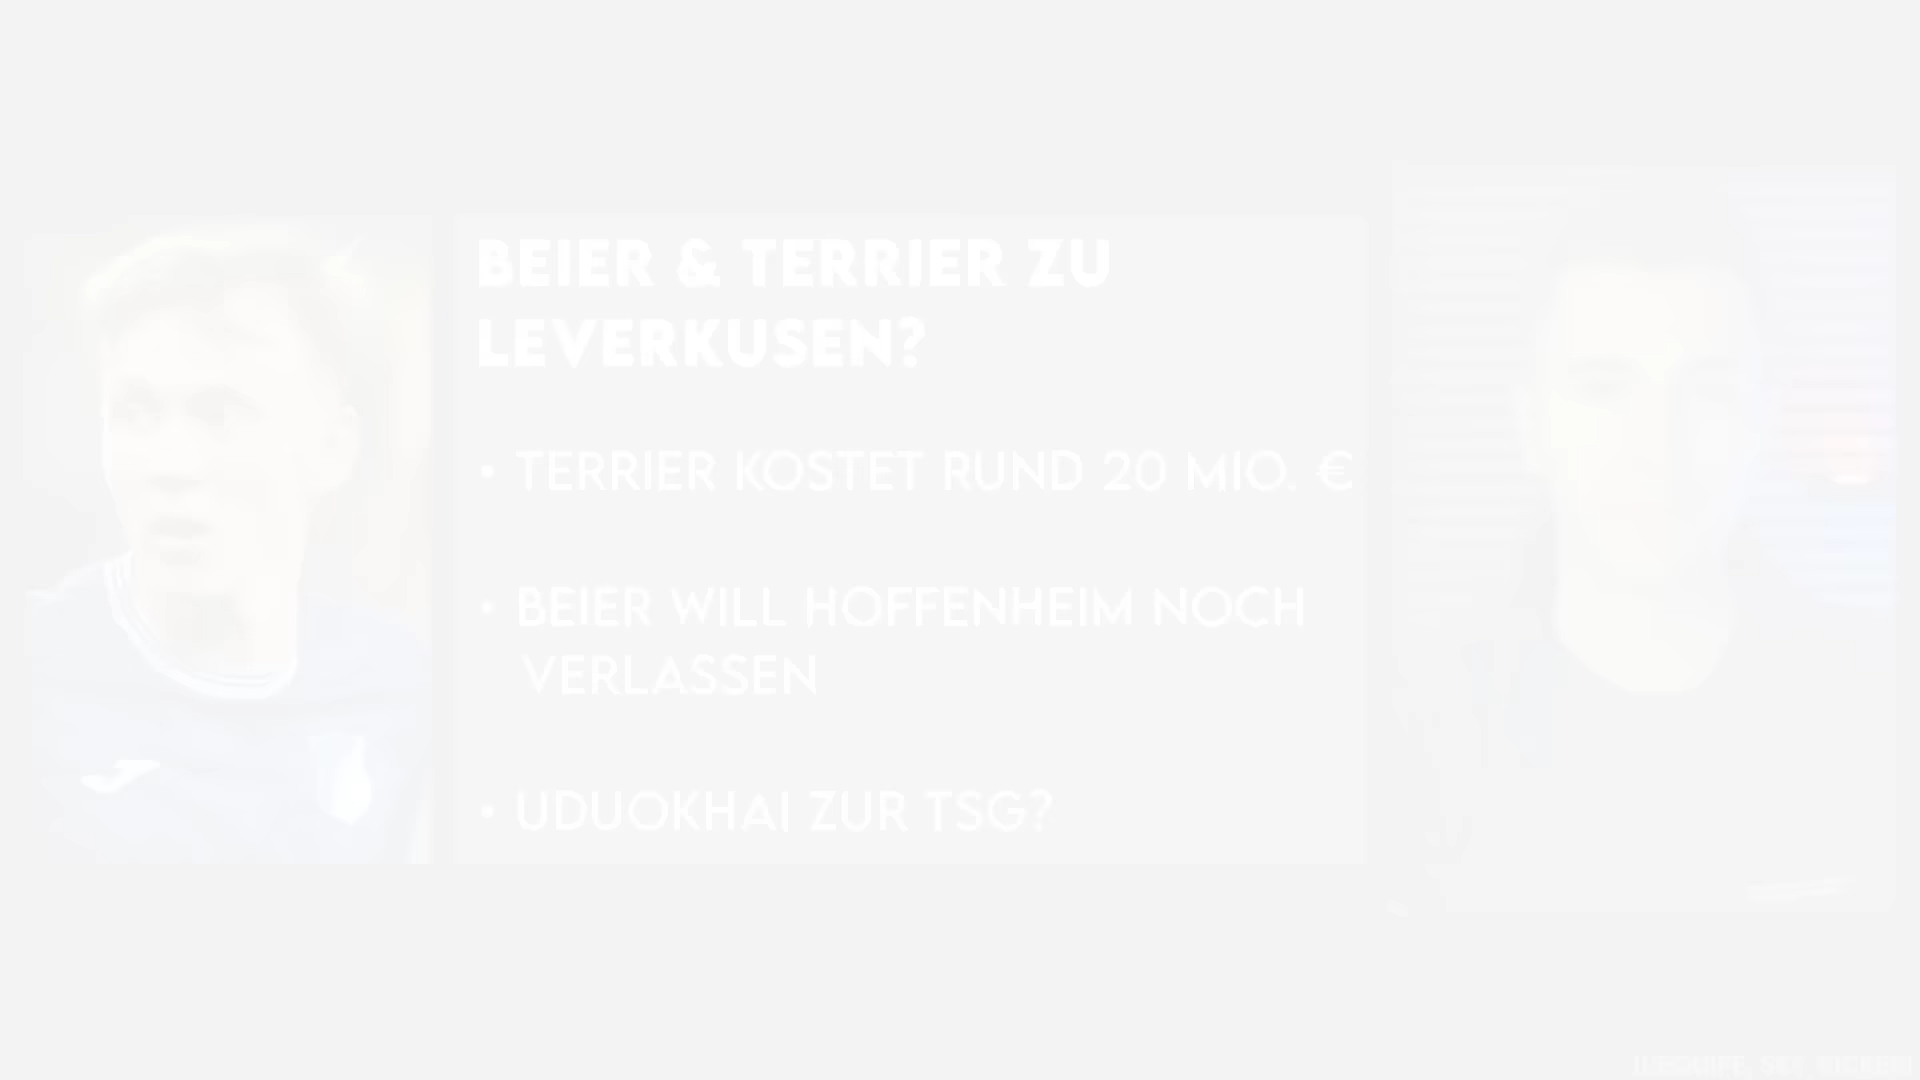 BEIER & TERRIER ZU
LEVERKUSEN?
• TERRIER KOSTET RUND 20 MIO. €
• BEIER WILL HOFFENHEIM NOCH
VERLASSEN
• UDUOKHAI ZUR TSG?